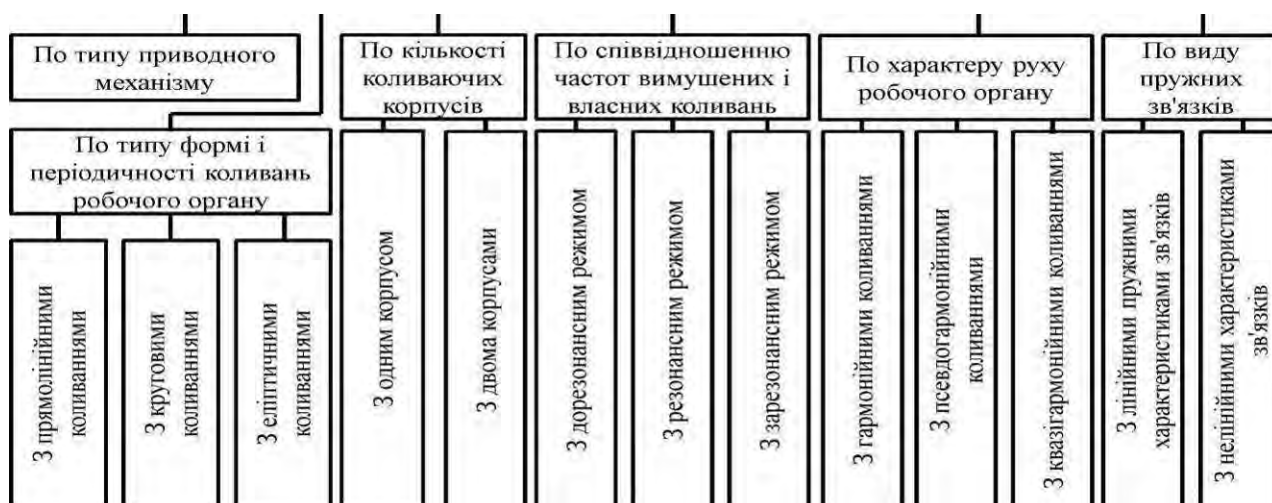 По типу приводного
механізму
По типу формі і
періодичності коливань
робочого органу
З прямолінійними
коливаннями
З круговими
коливаннями
З еліптичними
коливаннями
По кількості
коливаючих
корпусів
З одним корпусом
З двома корпусами
По співвідношенню
частот вимушених і
власних коливань
З дорезонансним режимом
З резонансним режимом
З зарезонансним режимом
По характеру руху
робочого органу
З гармонійними коливаннями
З псевдогармонійними
коливаннями
З квазігармонійними коливаннями
По виду
пружних
зв'язків
З лінійними пружними
характеристиками зв'язків
З нелінійними характеристиками
зв'язків